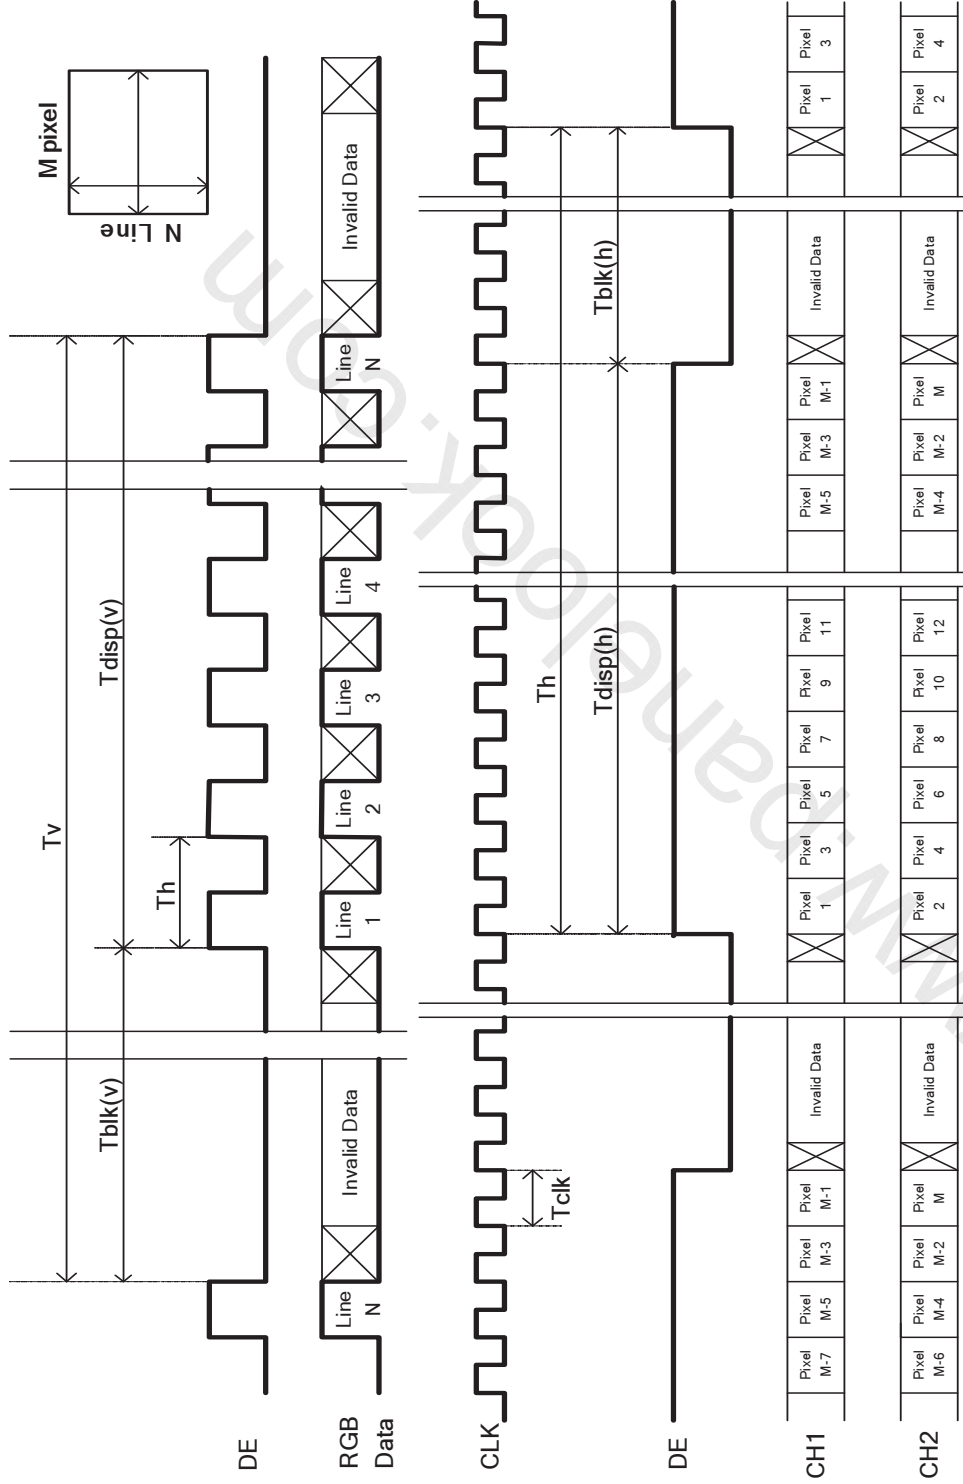 M pixel
N Line
Tv
Tblk(v)
Tdisp(v)
Th
DE
RGB
Data
Line
N
Invalid Data
Line
1
Line
2
Line
3
Line
4
Line
N
Invalid Data
CLK
Tclk
Th
Tdisp(h)
Tblk(h)
DE
CH1
Pixel
M-7
Pixel
M-5
Pixel
M-3
Pixel
M-1
Invalid Data
Pixel
1
Pixel
3
Pixel
5
Pixel
7
Pixel
9
Pixel
11
Pixel
M-5
Pixel
M-3
Pixel
M-1
Invalid Data
Pixel
1
Pixel
3
CH2
Pixel
M-6
Pixel
M-4
Pixel
M-2
Pixel
M
Invalid Data
Pixel
2
Pixel
4
Pixel
6
Pixel
8
Pixel
10
Pixel
12
Pixel
M-4
Pixel
M-2
Pixel
M
Invalid Data
Pixel
2
Pixel
4
w.panelook.com